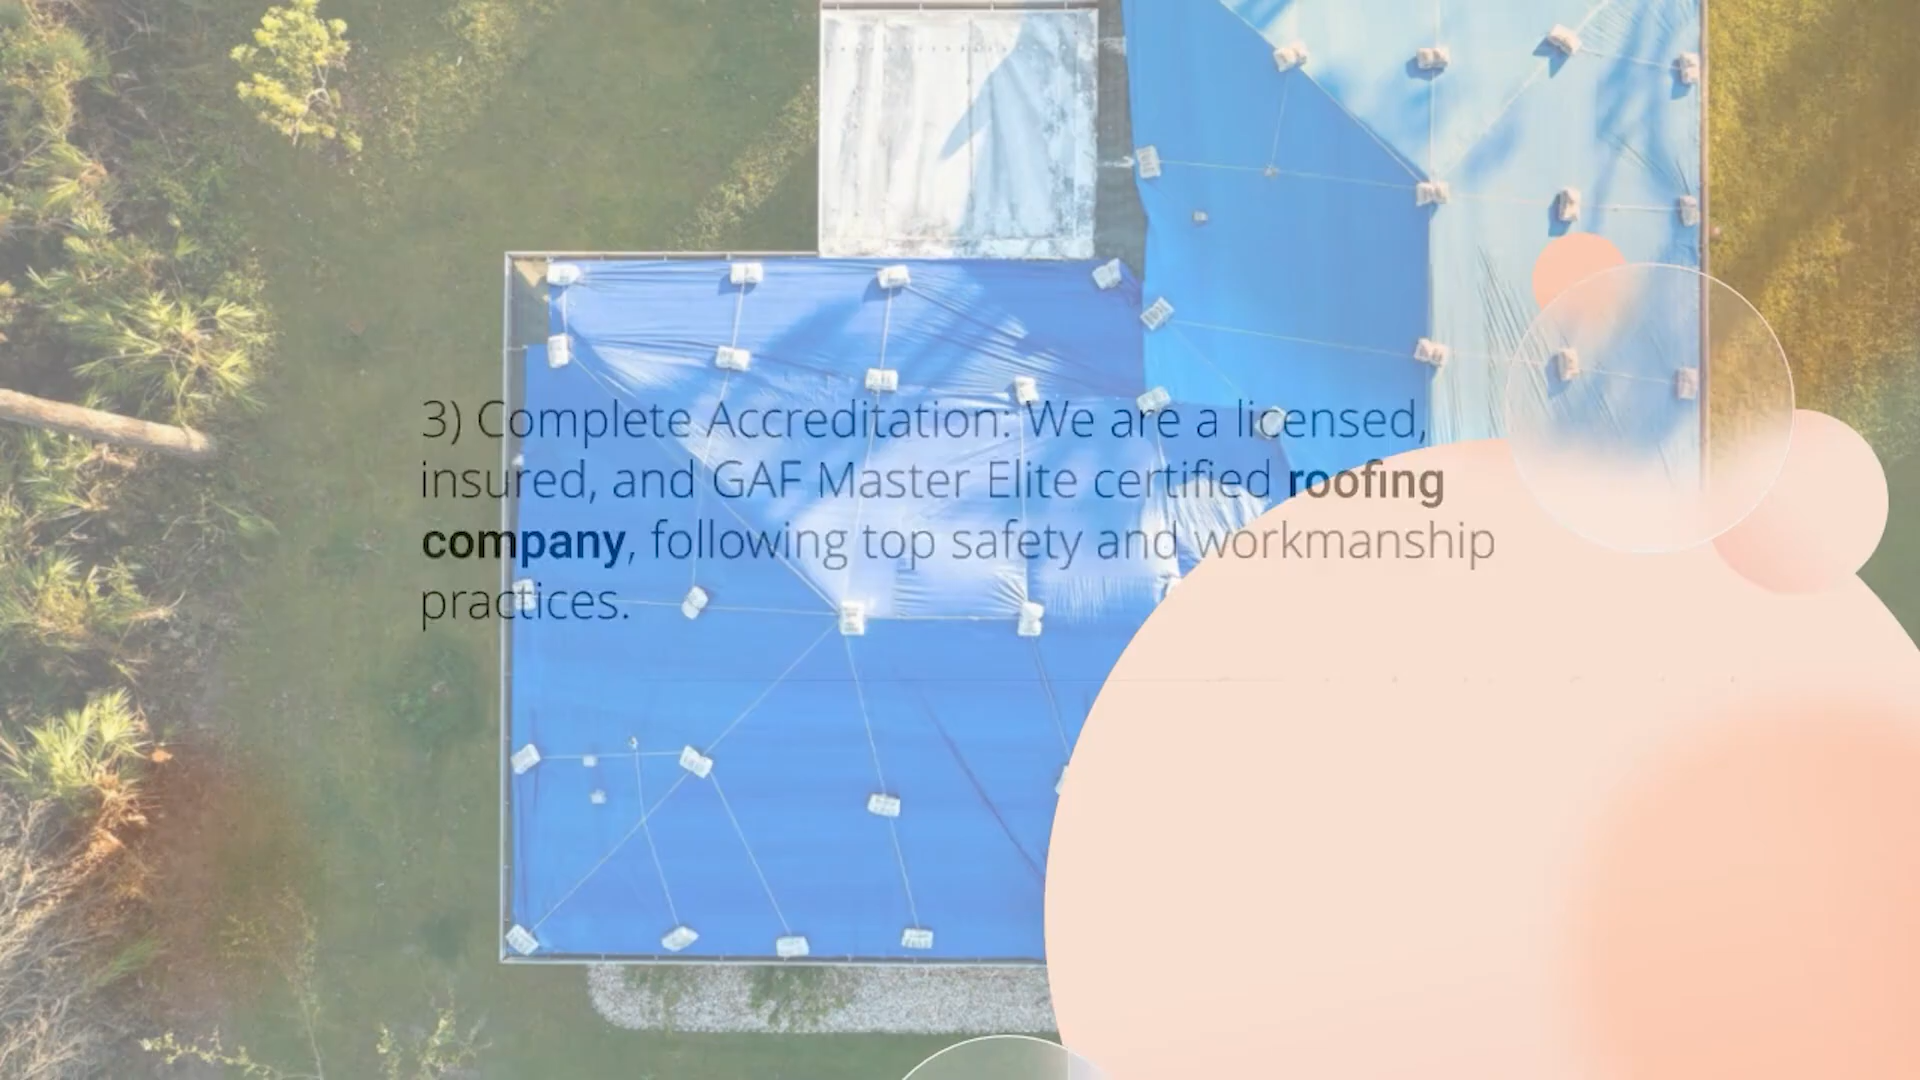 3) Complete Accreditation: We are a licensed,
insured, and GAF Master Elite certified roofing
company, following top safety and workmanship
practices.